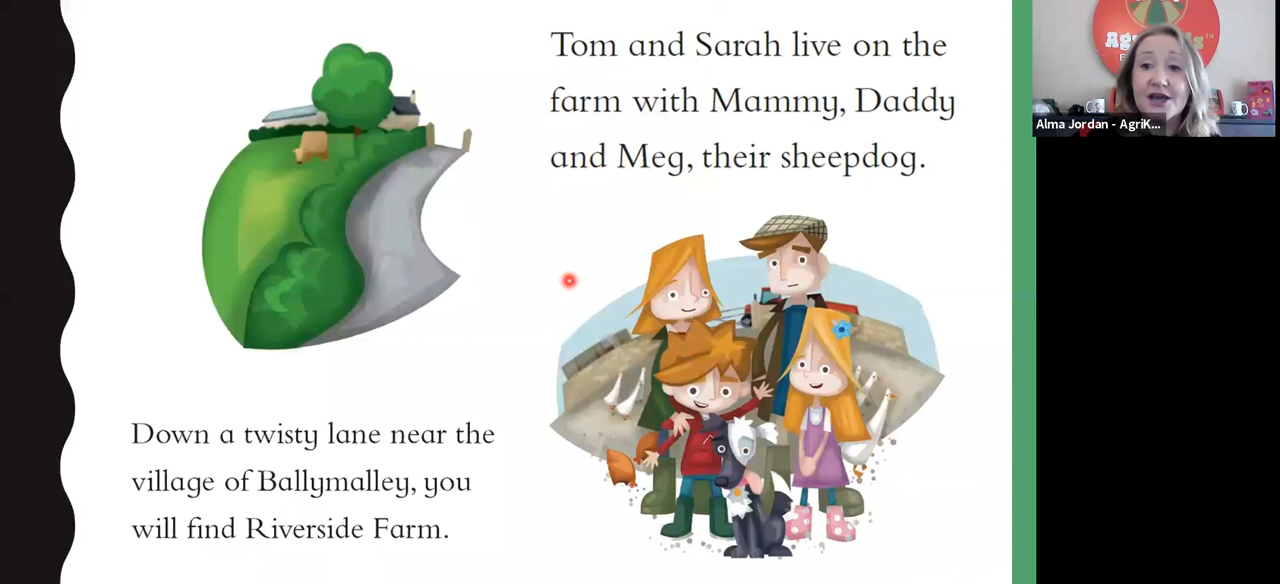 Down a twisty lane near the
village of Ballymalley, you
will find Riverside Farm.
Tom and Sarah live on the
farm with Mammy, Daddy
and Meg, their sheepdog.
Alma Jordan - AgriK...